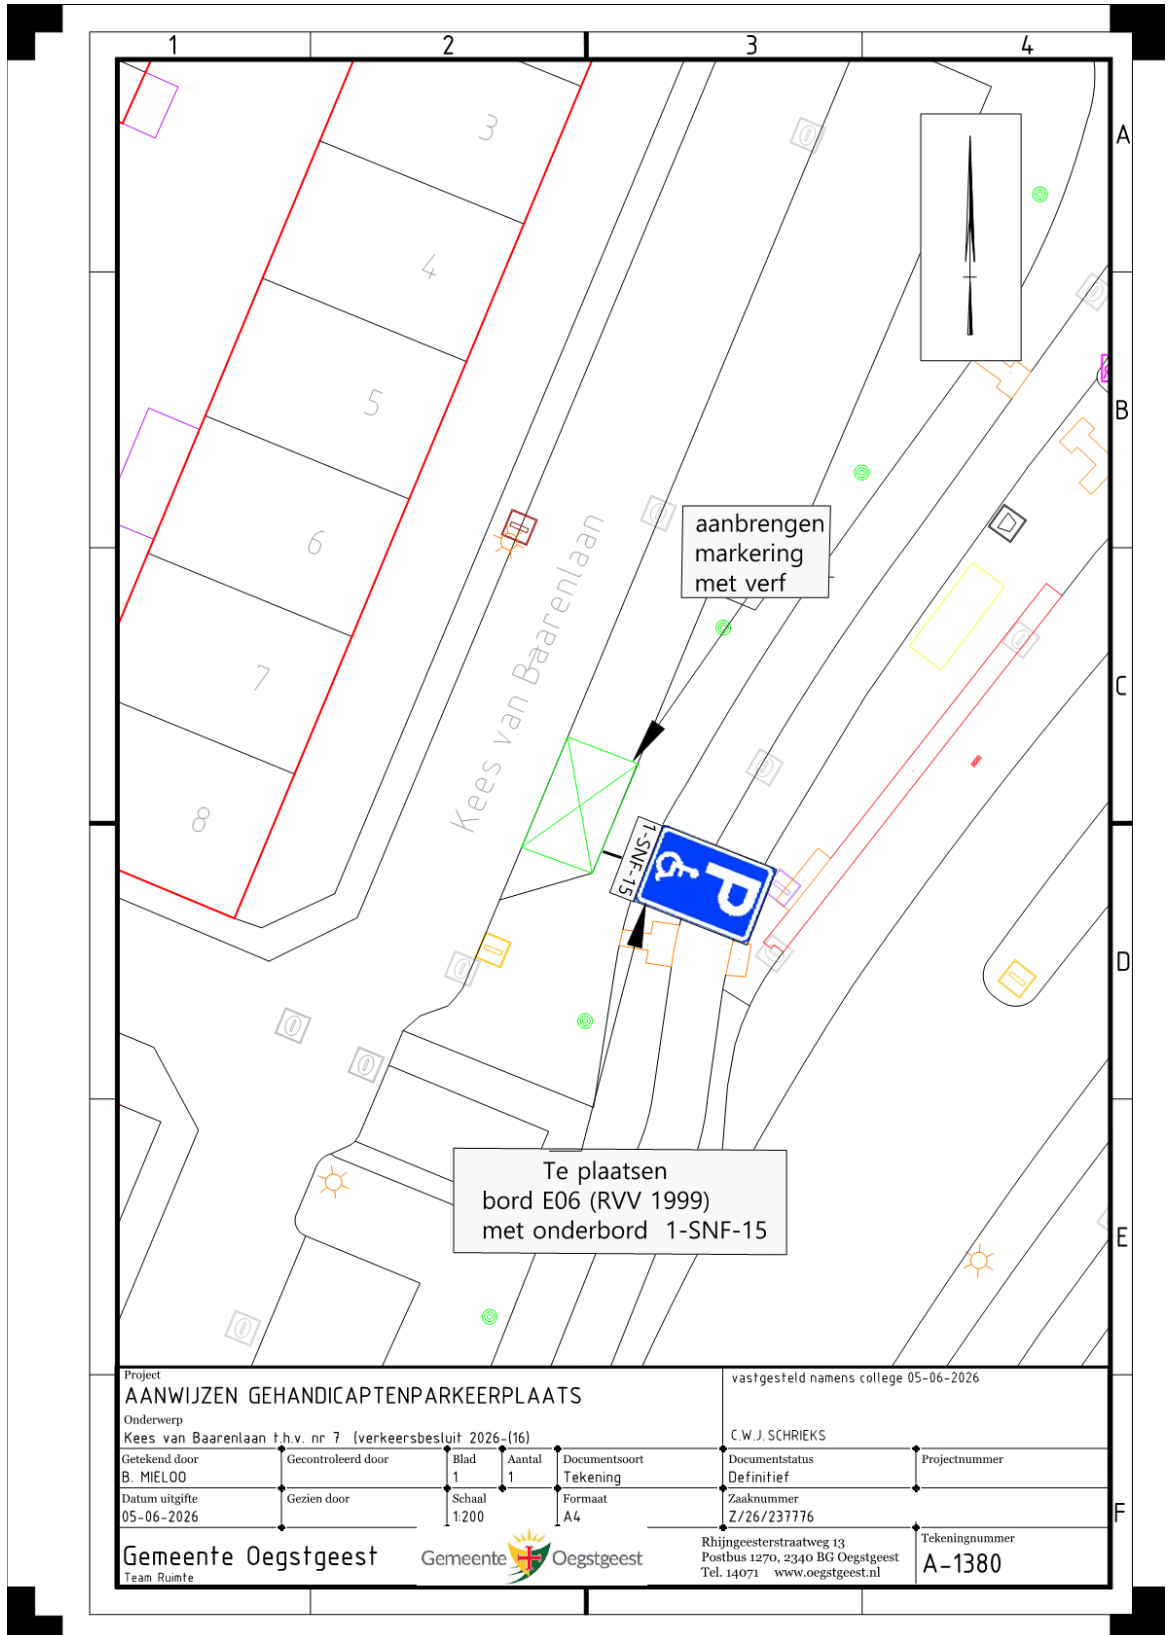 1 2 3 4
A
B
C
D
E
F
3
4
5
6
7
8
Kees van Baarenlaan
aanbrengen
markering
met verf
1-SNF-15
P
Te plaatsen
bord E06 (RVV 1999)
met onderbord 1-SNF-15
Project
AANWIJZEN GEHANDICAPTENPARKEERPLAATS
Onderwerp
Kees van Baarenlaan t.h.v. nr 7 (verkeersbesluit 2026-(16)
vastgesteld namens college 05-06-2026
C.W.J. SCHRIEKS
Getekend door Gecontroleerd door Blad Aantal Documentsoort Documentstatus Projectnummer
B. MIELOO 1 1 Tekening Definitief
Datum uitgifte Gezien door Schaal Formaat Zaaknummer
05-06-2026 1:200 A4 Z/26/237776
Gemeente Oegstgeest
Team Ruimte
Gemeente Oegstgeest
Rhijngeesterstraatweg 13
Postbus 1270, 2340 BG Oegstgeest
Tel. 14071 www.oegstgeest.nl
Tekeningnummer
A-1380